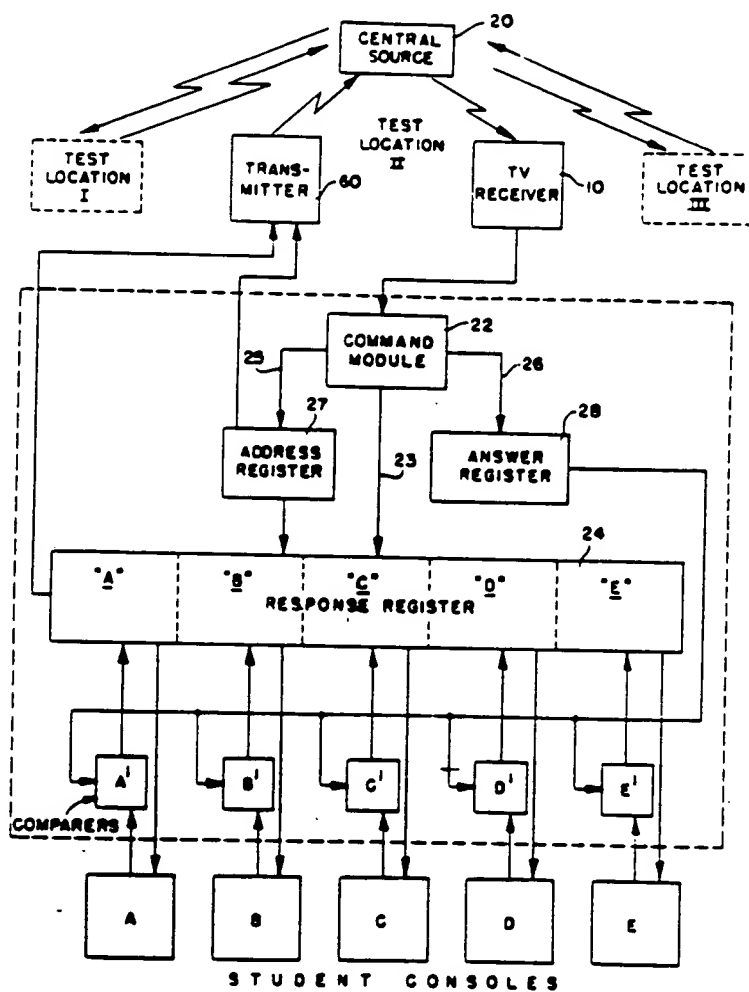 20
CENTRAL
SOURCE
TEST
LOCATION
I
TRANS-
MITTER
60
TEST
LOCATION
II
TV
RECEIVER
10
TEST
LOCATION
III
COMMAND
MODULE
22
25
26
27
ADDRESS
REGISTER
23
28
ANSWER
REGISTER
24
"A" "B" "C" "D" "E"
RESPONSE REGISTER
A' B' C' D' E'
COMPARERS
A B C D E
STUDENT CONSOLES